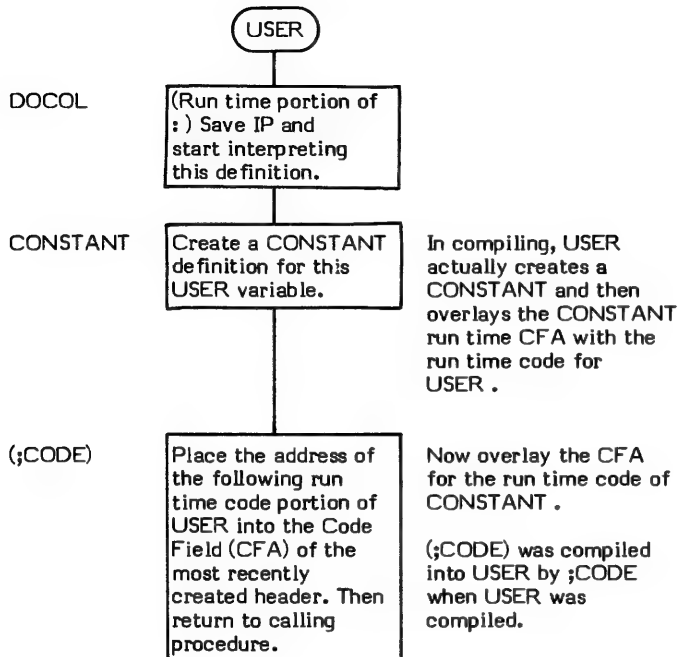 USER
DOCOL
(Run time portion of
: ) Save IP and
start interpreting
this definition.
CONSTANT
Create a CONSTANT
definition for this
USER variable.
In compiling, USER
actually creates a
CONSTANT and then
overlays the CONSTANT
run time CFA with the
run time code for
USER .
(;CODE)
Place the address of
the following run
time code portion of
USER into the Code
Field (CFA) of the
most recently
created header. Then
return to calling
procedure.
Now overlay the CFA
for the run time code of
CONSTANT .
(;CODE) was compiled
into USER by ;CODE
when USER was
compiled.